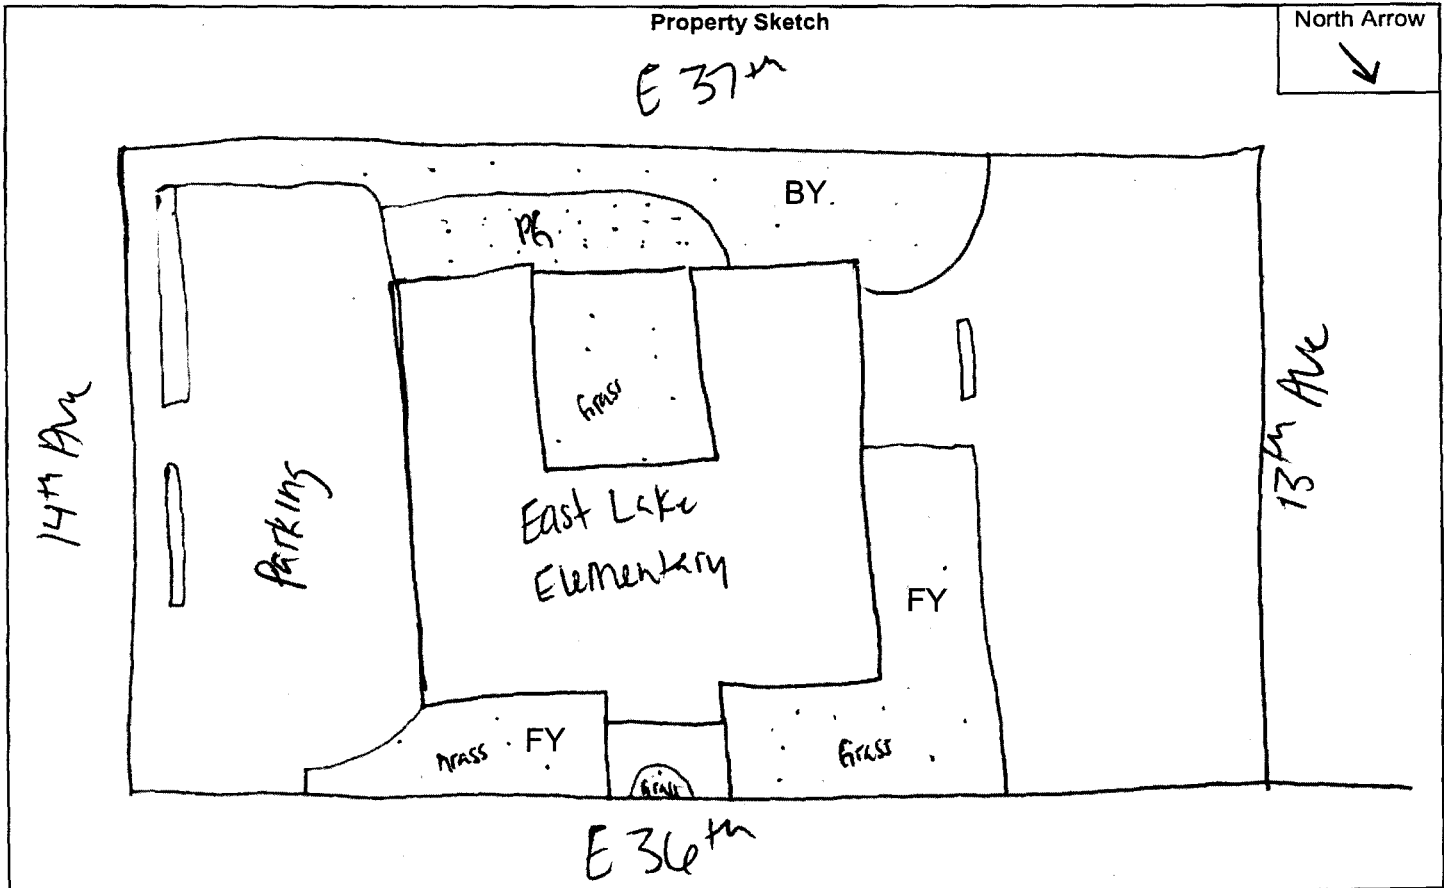 Property Sketch
North Arrow
E 37th
BY
PG
Grass
14th Ave
Parking
East Lake
Elementary
13th Ave
FY
Grass
FY
Grass
Grass
E 36th